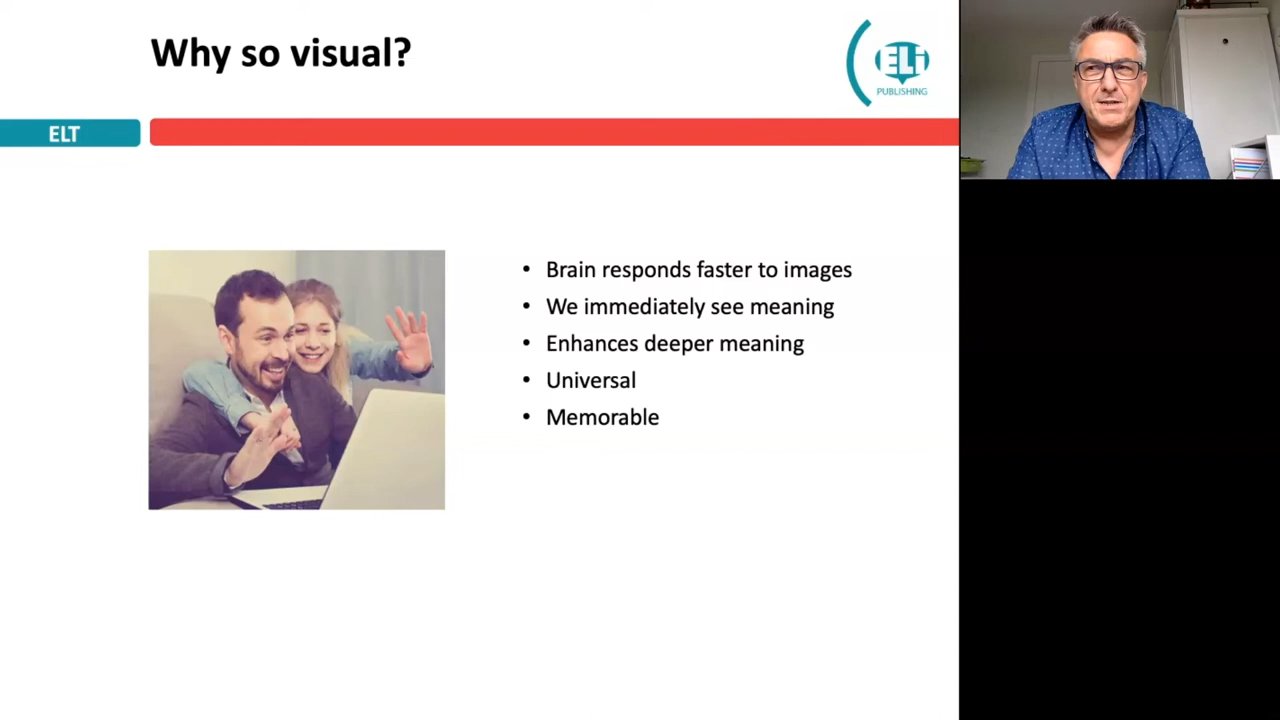 Why so visual?
ELi
PUBLISHING
ELT
• Brain responds faster to images
• We immediately see meaning
• Enhances deeper meaning
• Universal
• Memorable